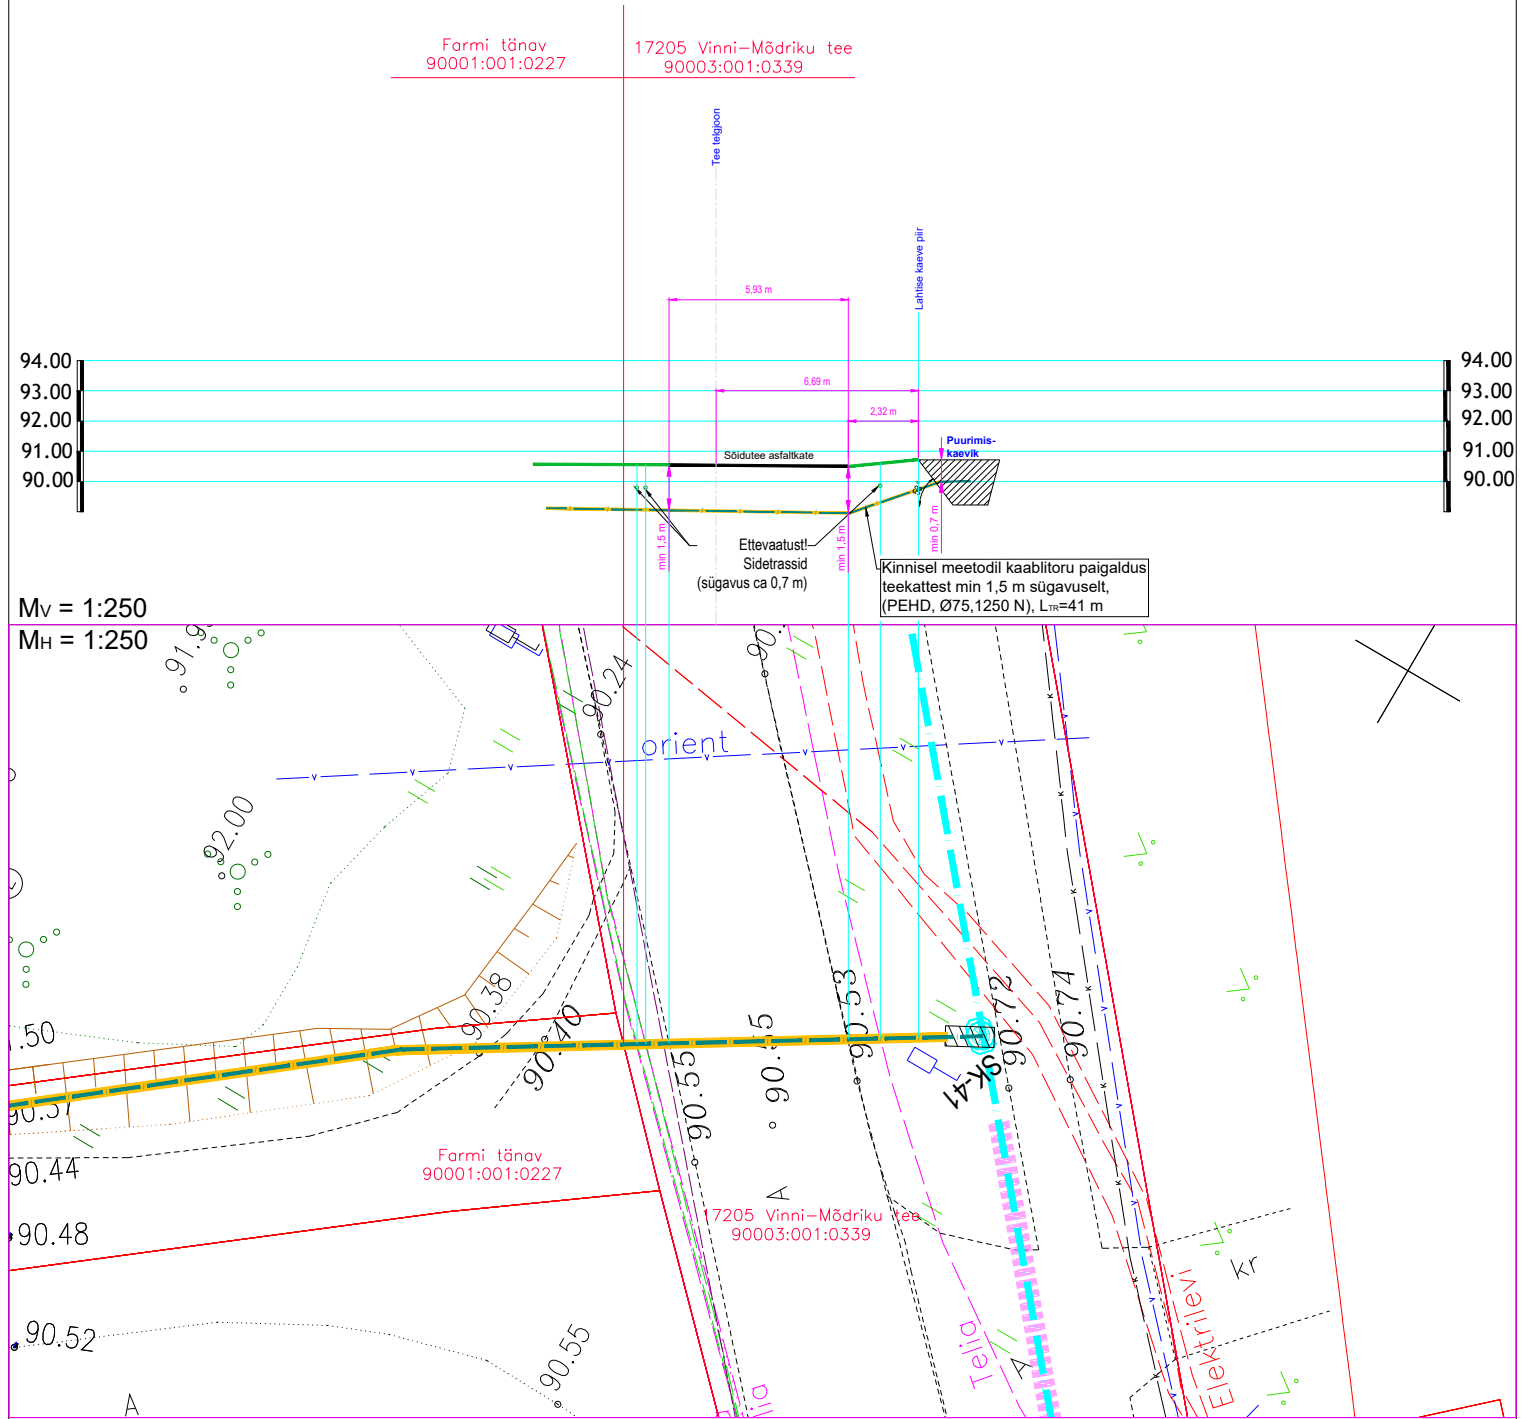 Farmi tänav
90001:001:0227
17205 Vinni-Mõdriku tee
90003:001:0339
Tee telgjoon
Lahtise kaeve piir
5,93 m
94.00
93.00
92.00
91.00
90.00
94.00
93.00
92.00
91.00
90.00
6,69 m
2,32 m
Sõidutee asfaltkate
Puurimis-
kaevik
min 1,5 m
min 1,5 m
min 0,7 m
Ettevaatust!
Sidetrassid
(sügavus ca 0,7 m)
Kinnisel meetodil kaablitoru paigaldus
teekattest min 1,5 m sügavuselt,
(PEHD, Ø75,1250 N), LTR=41 m
MV = 1:250
MH = 1:250
90.24
orient
v v v v v v v v
92.00
90.38
90.40
90.53
90.55
90.53
90.72
90.74
SK-41
90.44
90.48
90.52
90.55
A
Farmi tänav
90001:001:0227
A
17205 Vinni-Mõdriku tee
90003:001:0339
Telia
A
Elektrilevi
kr
K K K K K K
v v v v v v